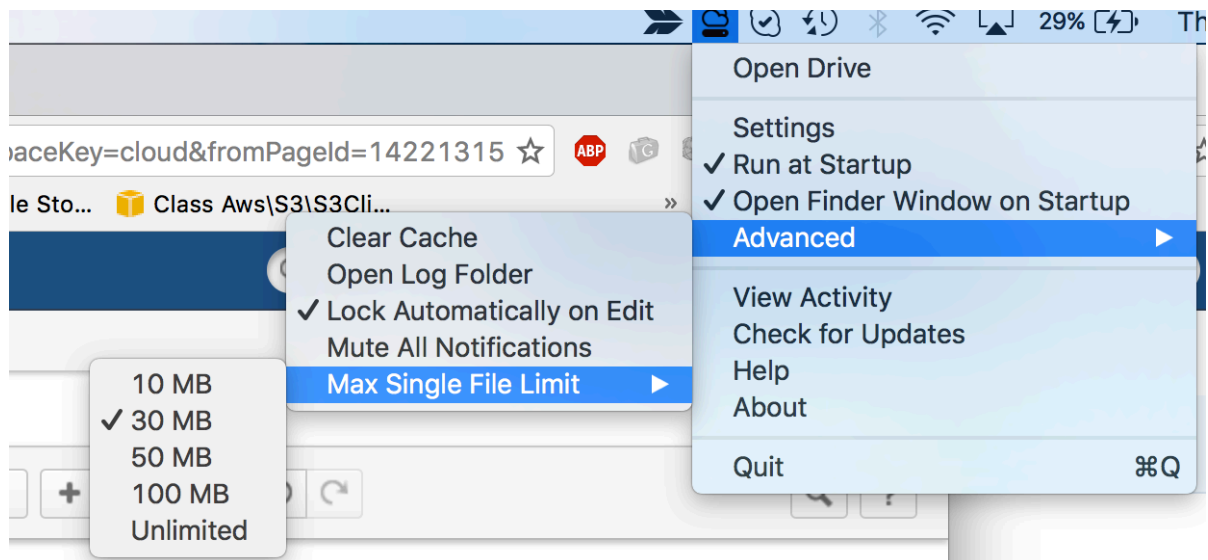 29%
Th
Open Drive
Settings
✓ Run at Startup
✓ Open Finder Window on Startup
Advanced ▶
View Activity
Check for Updates
Help
About
Quit ⌘Q
paceKey=cloud&fromPageId=14221315
ABP
le Sto...
Class Aws\S3\S3Cli...
»
Clear Cache
Open Log Folder
✓ Lock Automatically on Edit
Mute All Notifications
Max Single File Limit ▶
10 MB
✓ 30 MB
50 MB
100 MB
Unlimited